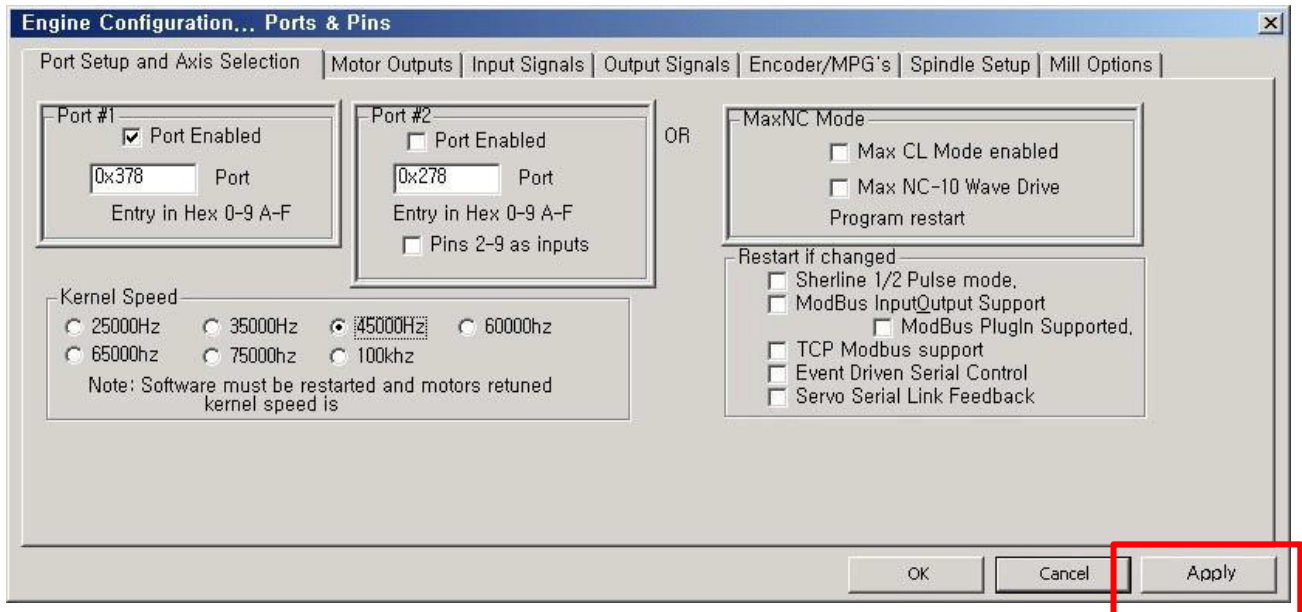 Engine Configuration... Ports & Pins
Port Setup and Axis Selection Motor Outputs Input Signals Output Signals Encoder/MPG's Spindle Setup Mill Options
Port #1
Port Enabled
0x378 Port
Entry in Hex 0-9 A-F
Port #2
Port Enabled
0x278 Port
Entry in Hex 0-9 A-F
Pins 2-9 as inputs
OR
MaxNC Mode
Max CL Mode enabled
Max NC-10 Wave Drive
Program restart
Kernel Speed
25000Hz 35000Hz 45000Hz 60000hz
65000hz 75000hz 100khz
Note: Software must be restarted and motors retuned
kernel speed is
Restart if changed
Sherline 1/2 Pulse mode.
ModBus InputOutput Support
ModBus PlugIn Supported.
TCP Modbus support
Event Driven Serial Control
Servo Serial Link Feedback
OK Cancel Apply